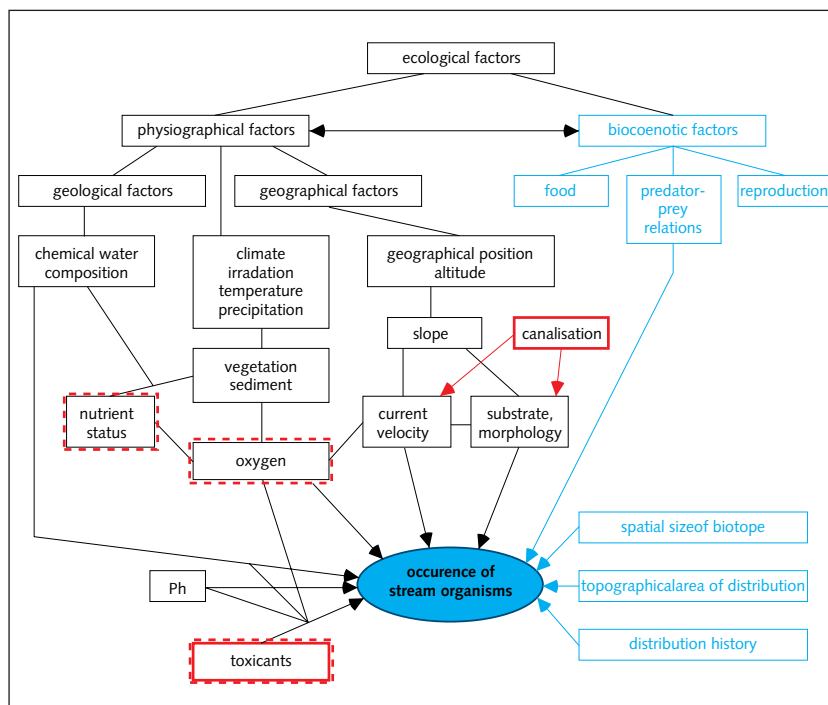 ecological factors
physiographical factors
biocoenotic factors
geological factors
geographical factors
food
predator-
prey
relations
reproduction
chemical water
composition
climate
irradation
temperature
precipitation
geographical position
altitude
slope
canalisation
vegetation
sediment
nutrient
status
current
velocity
substrate,
morphology
oxygen
spatial sizeof biotope
occurence of
stream organisms
Ph
topographicalarea of distribution
distribution history
toxicants